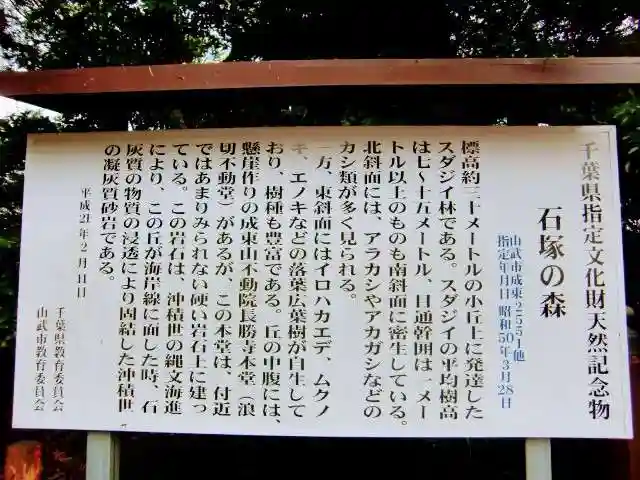 千葉県指定文化財天然記念物
石塚の森
山武市成東2551他
指定年月日 昭和50年3月28日
標高約三十メートルの小丘上に発達した
スダジイ林である。スダジイの平均樹高
は七〜十五メートル、目通幹囲は一メー
トル以上のものも南斜面に密生している。
北斜面には、アラカシやアカガシなどの
カシ類が多く見られる。
一方、東斜面にはイロハカエデ、ムクノ
キ、エノキなどの落葉広葉樹が自生して
おり、樹種も豊富である。丘の中腹には、
懸崖作りの成東山不動院長勝寺本堂（浪
切不動堂）があるが、この本堂は、付近
ではあまりみられない硬い岩石上に建っ
ている。この岩石は、沖積世の縄文海進
により、この丘が海岸線に面した時、石
灰質の物質の浸透により固結した沖積世
の凝灰質砂岩である。
平成21年2月1日
千葉県教育委員会
山武市教育委員会